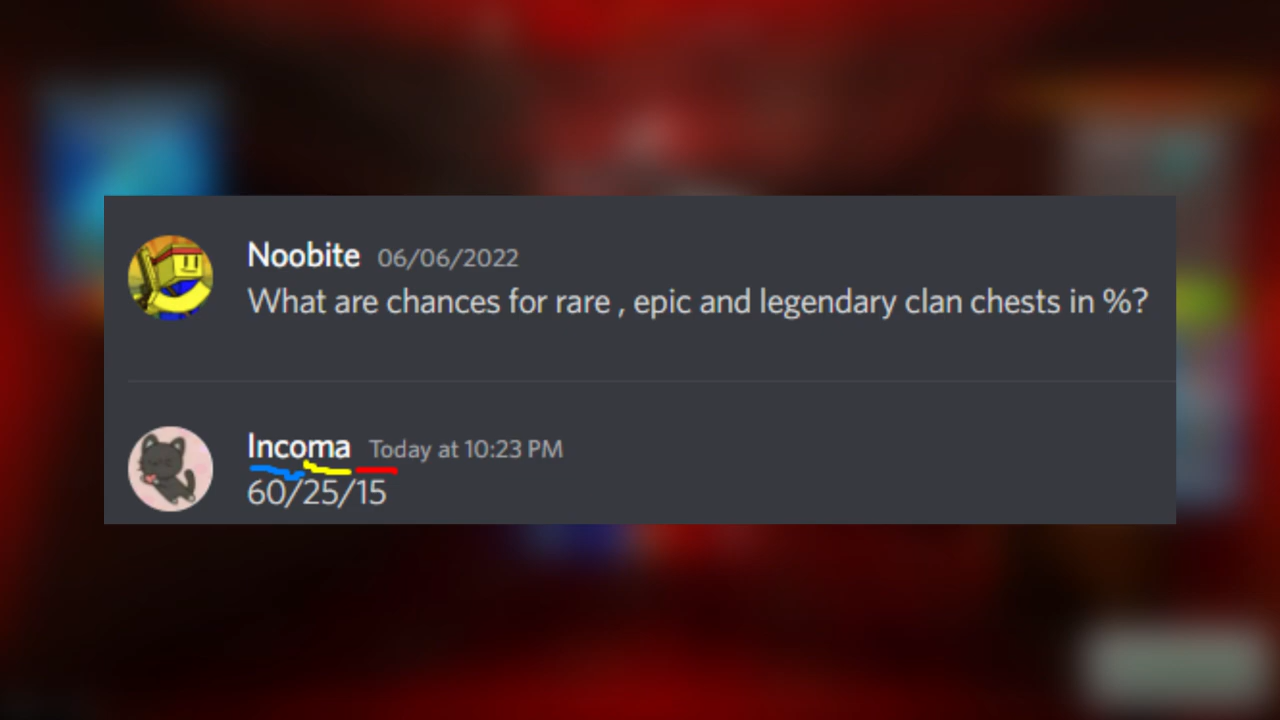 Noobite 06/06/2022
What are chances for rare , epic and legendary clan chests in %?
Incoma Today at 10:23 PM
60/25/15